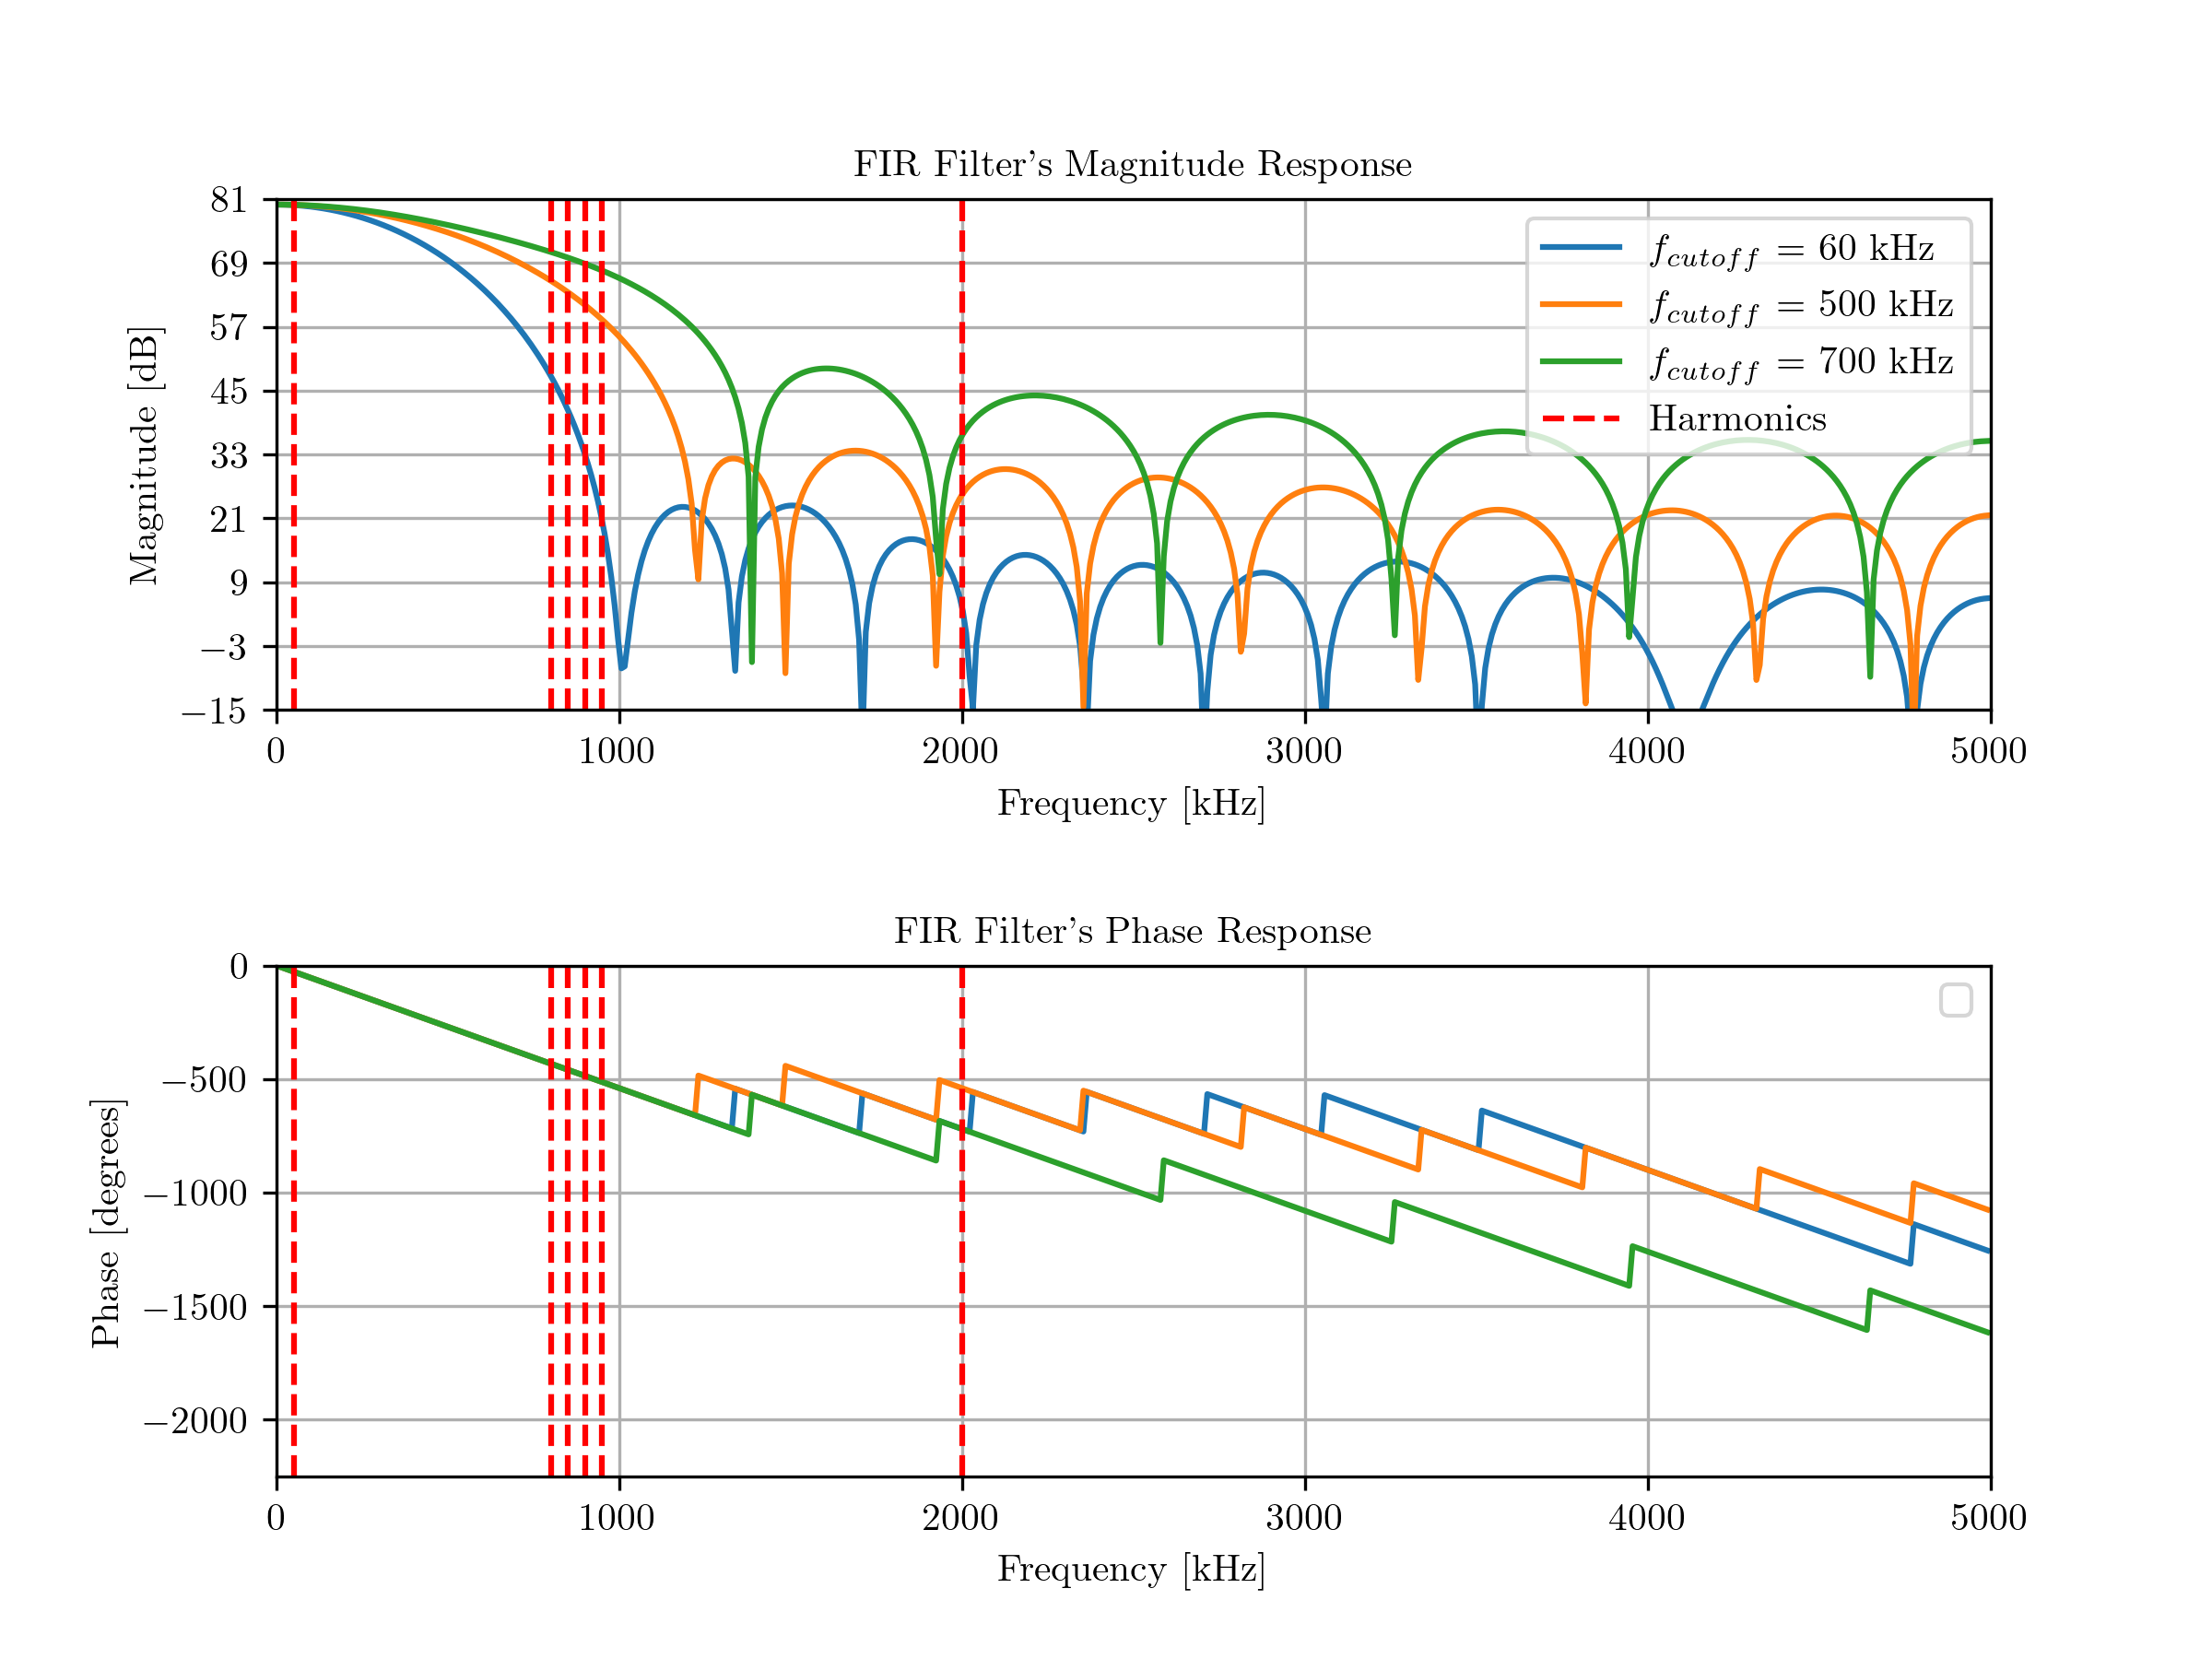 FIR Filter's Magnitude Response
Magnitude [dB]
81
69
57
45
33
21
9
−3
−15
f_cutoff = 60 kHz
f_cutoff = 500 kHz
f_cutoff = 700 kHz
Harmonics
0 1000 2000 3000 4000 5000
Frequency [kHz]
FIR Filter's Phase Response
Phase [degrees]
0
−500
−1000
−1500
−2000
0 1000 2000 3000 4000 5000
Frequency [kHz]